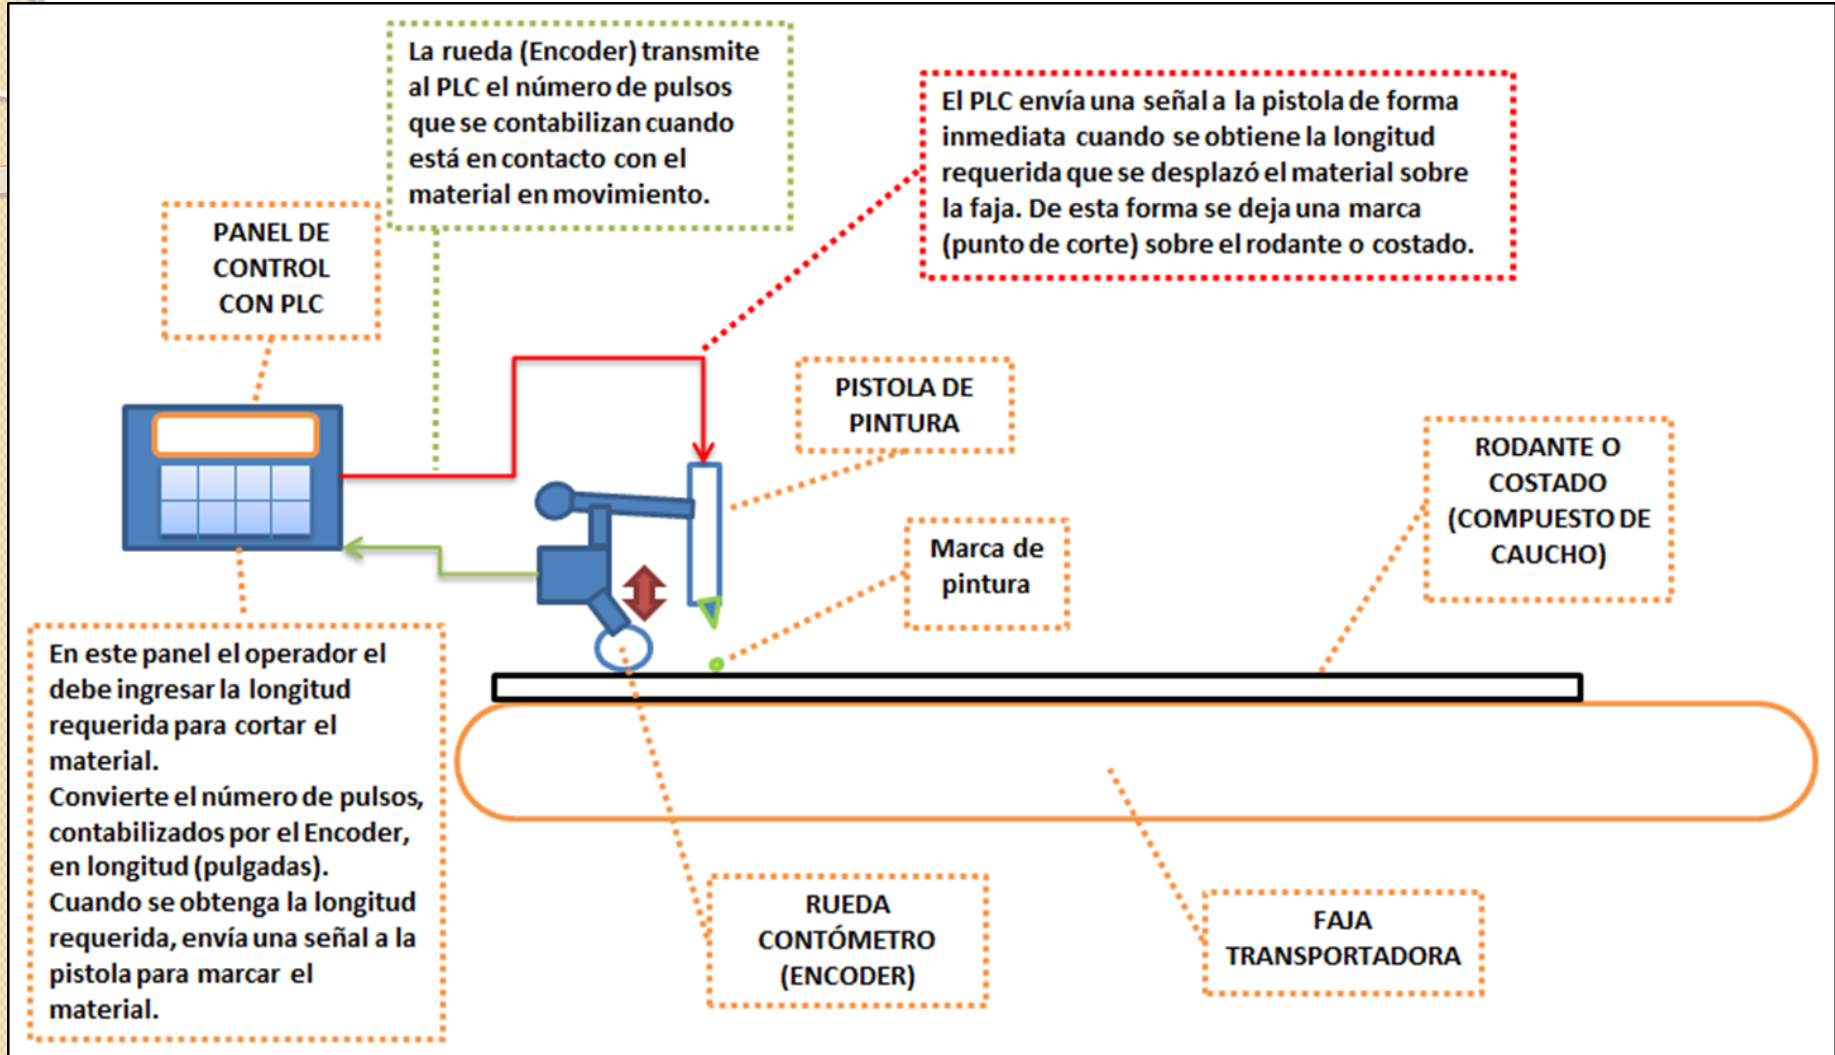 La rueda (Encoder) transmite
al PLC el número de pulsos
que se contabilizan cuando
está en contacto con el
material en movimiento.
El PLC envía una señal a la pistola de forma
inmediata cuando se obtiene la longitud
requerida que se desplazó el material sobre
la faja. De esta forma se deja una marca
(punto de corte) sobre el rodante o costado.
PANEL DE
CONTROL
CON PLC
PISTOLA DE
PINTURA
RODANTE O
COSTADO
(COMPUESTO DE
CAUCHO)
Marca de
pintura
En este panel el operador el
debe ingresar la longitud
requerida para cortar el
material.
Convierte el número de pulsos,
contabilizados por el Encoder,
en longitud (pulgadas).
Cuando se obtenga la longitud
requerida, envía una señal a la
pistola para marcar el
material.
RUEDA
CONTÓMETRO
(ENCODER)
FAJA
TRANSPORTADORA